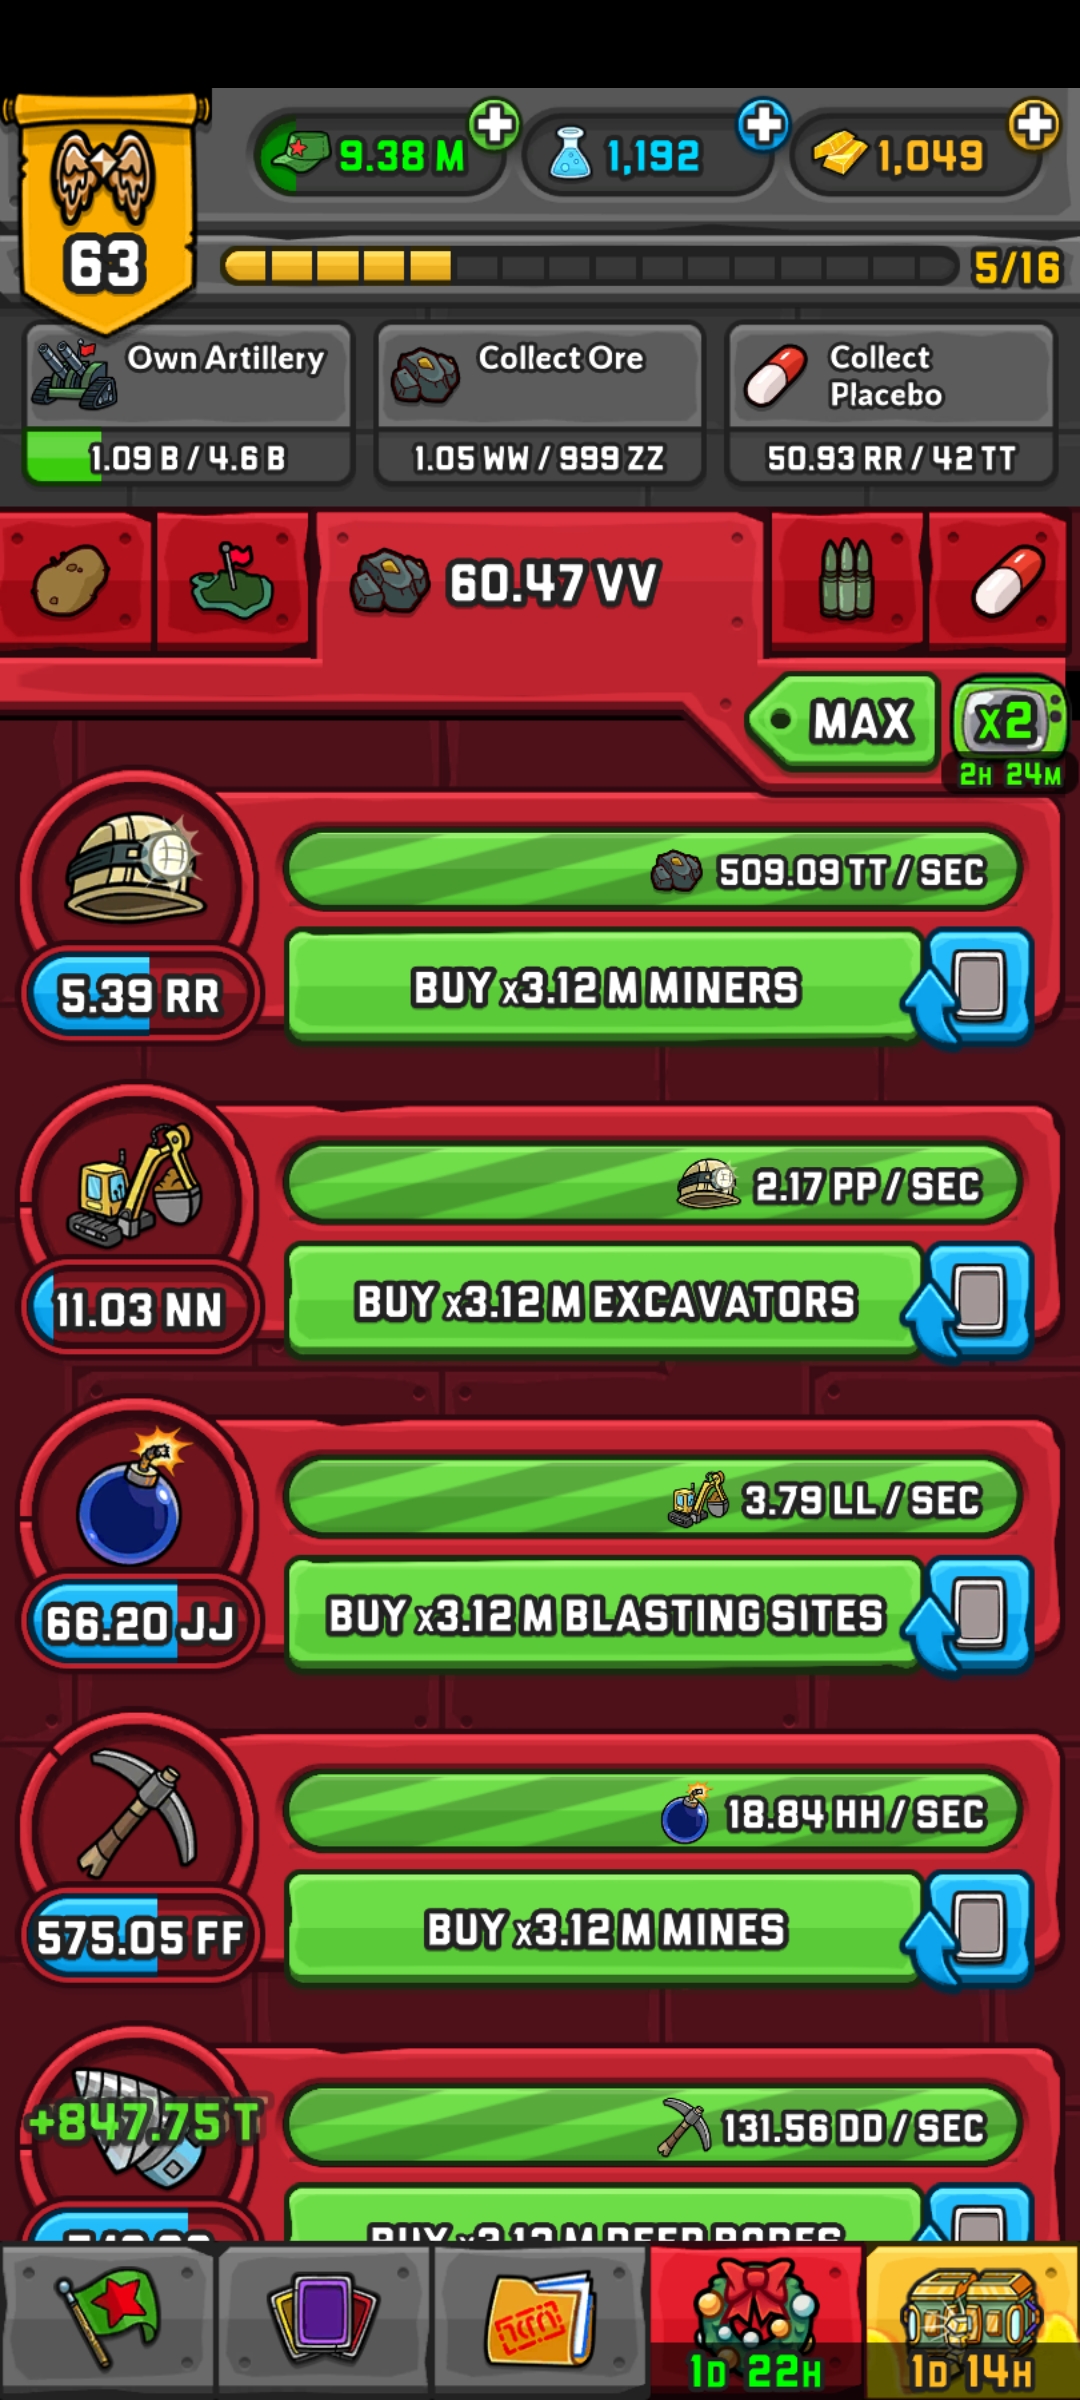 9.38 M
1,192
1,049
63
5/16
Own Artillery
1.09 B / 4.6 B
Collect Ore
1.05 WW / 999 ZZ
Collect
Placebo
50.93 RR / 42 TT
60.47 VV
MAX
x2
2H 24M
509.09 TT / SEC
5.39 RR
BUY x3.12 M MINERS
2.17 PP / SEC
11.03 NN
BUY x3.12 M EXCAVATORS
3.79 LL / SEC
66.20 JJ
BUY x3.12 M BLASTING SITES
18.84 HH / SEC
575.05 FF
BUY x3.12 M MINES
+847.75 T
131.56 DD / SEC
BUY x3.12 M DEEP BORES
1D 22H
1D 14H